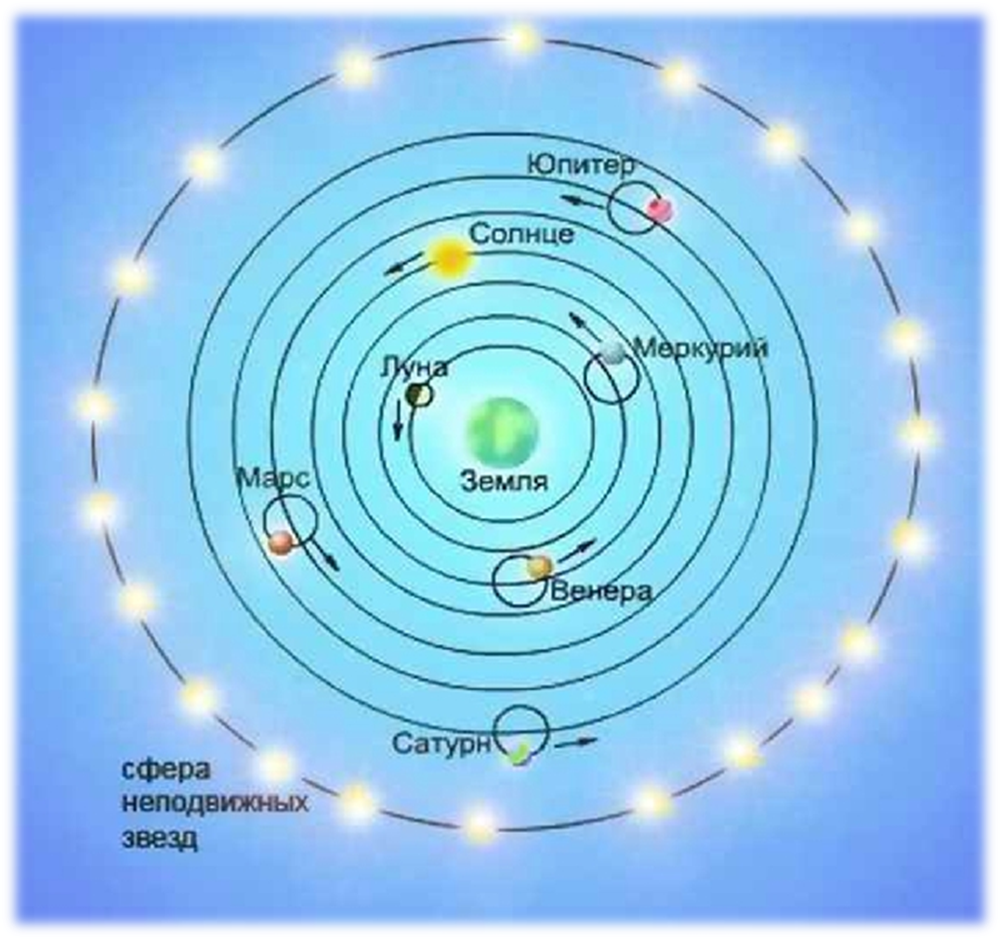 Юпитер
Солнце
Меркурий
Луна
Марс
Земля
Венера
Сатурн
сфера
неподвижных
звезд